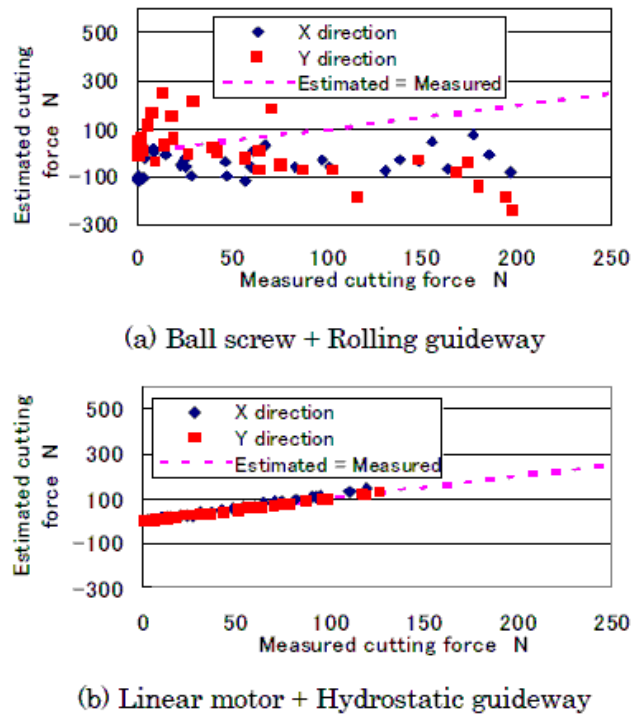 600
300
100
-100
-300
Estimated cutting
force N
X direction
Y direction
Estimated = Measured
0 50 100 150 200 250
Measured cutting force N
(a) Ball screw + Rolling guideway
500
300
100
-100
-300
Estimated cutting
force N
X direction
Y direction
Estimated = Measured
0 50 100 150 200 250
Measured cutting force N
(b) Linear motor + Hydrostatic guideway